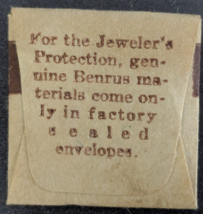 For the Jeweler's
Protection, gen-
uine Benrus ma-
terials come on-
ly in factory
sealed
envelopes.